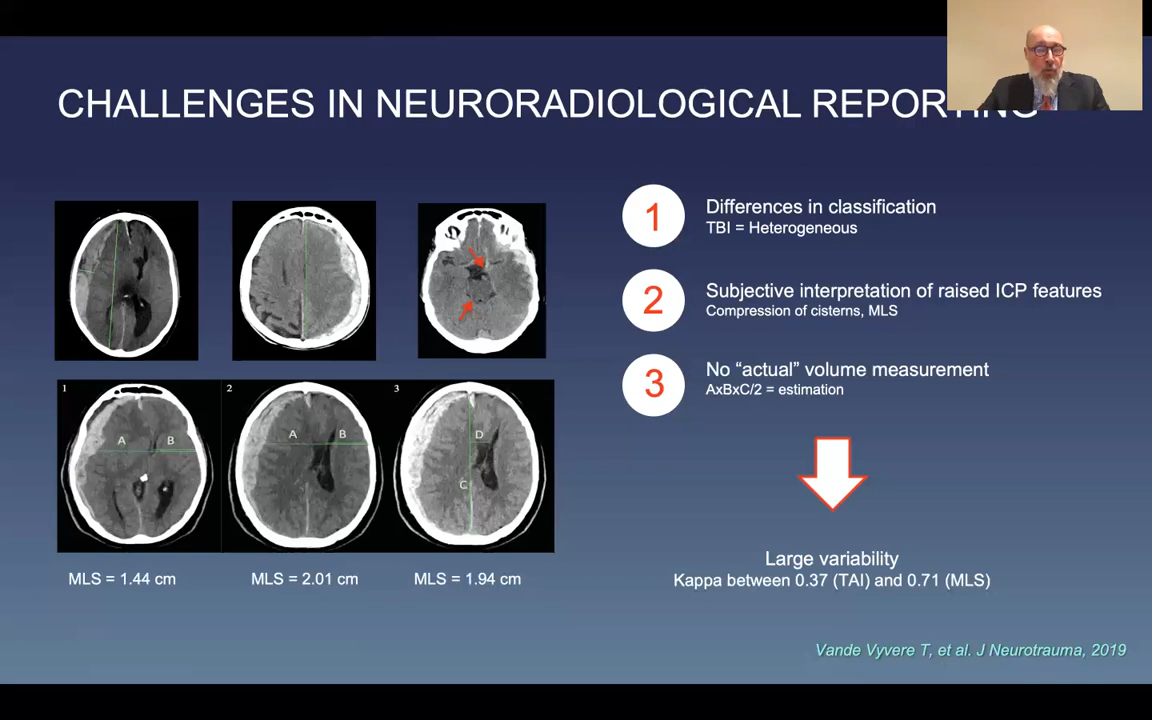 CHALLENGES IN NEURORADIOLOGICAL REPORTING
1
Differences in classification
TBI = Heterogeneous
2
Subjective interpretation of raised ICP features
Compression of cisterns, MLS
3
No “actual” volume measurement
AxBxC/2 = estimation
1
A
B
2
A
B
3
D
C
MLS = 1.44 cm
MLS = 2.01 cm
MLS = 1.94 cm
Large variability
Kappa between 0.37 (TAI) and 0.71 (MLS)
Vande Vyvere T, et al. J Neurotrauma, 2019